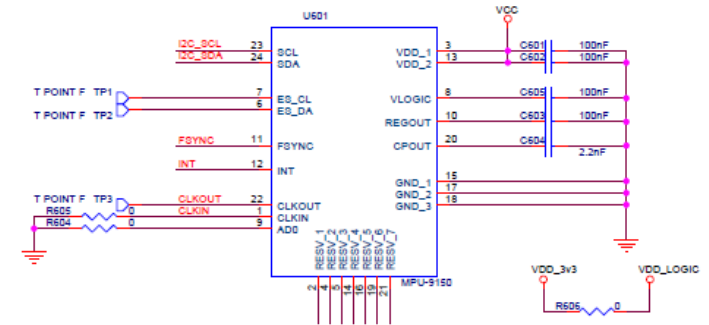 U601
VCC
I2C_SCL 23 SCL VDD_1 3 C601 100nF
I2C_SDA 24 SDA VDD_2 13 C602 100nF
T POINT F TP1 7 ES_CL VLOGIC 8 C605 100nF
T POINT F TP2 6 ES_DA REGOUT 10 C603 100nF
FSYNC 11 FSYNC CPOUT 20 C604 2.2nF
INT 12 INT GND_1 15
GND_2 17
T POINT F TP3 CLKOUT 22 CLKOUT GND_3 18
R605 0 CLKIN 1 CLKIN
R604 0 9 AD0
RESV_1 RESV_2 RESV_3 RESV_4 RESV_5 RESV_6 RESV_7
2 4 5 14 16 19 21
MPU-9150
VDD_3v3 VDD_LOGIC
R606 0